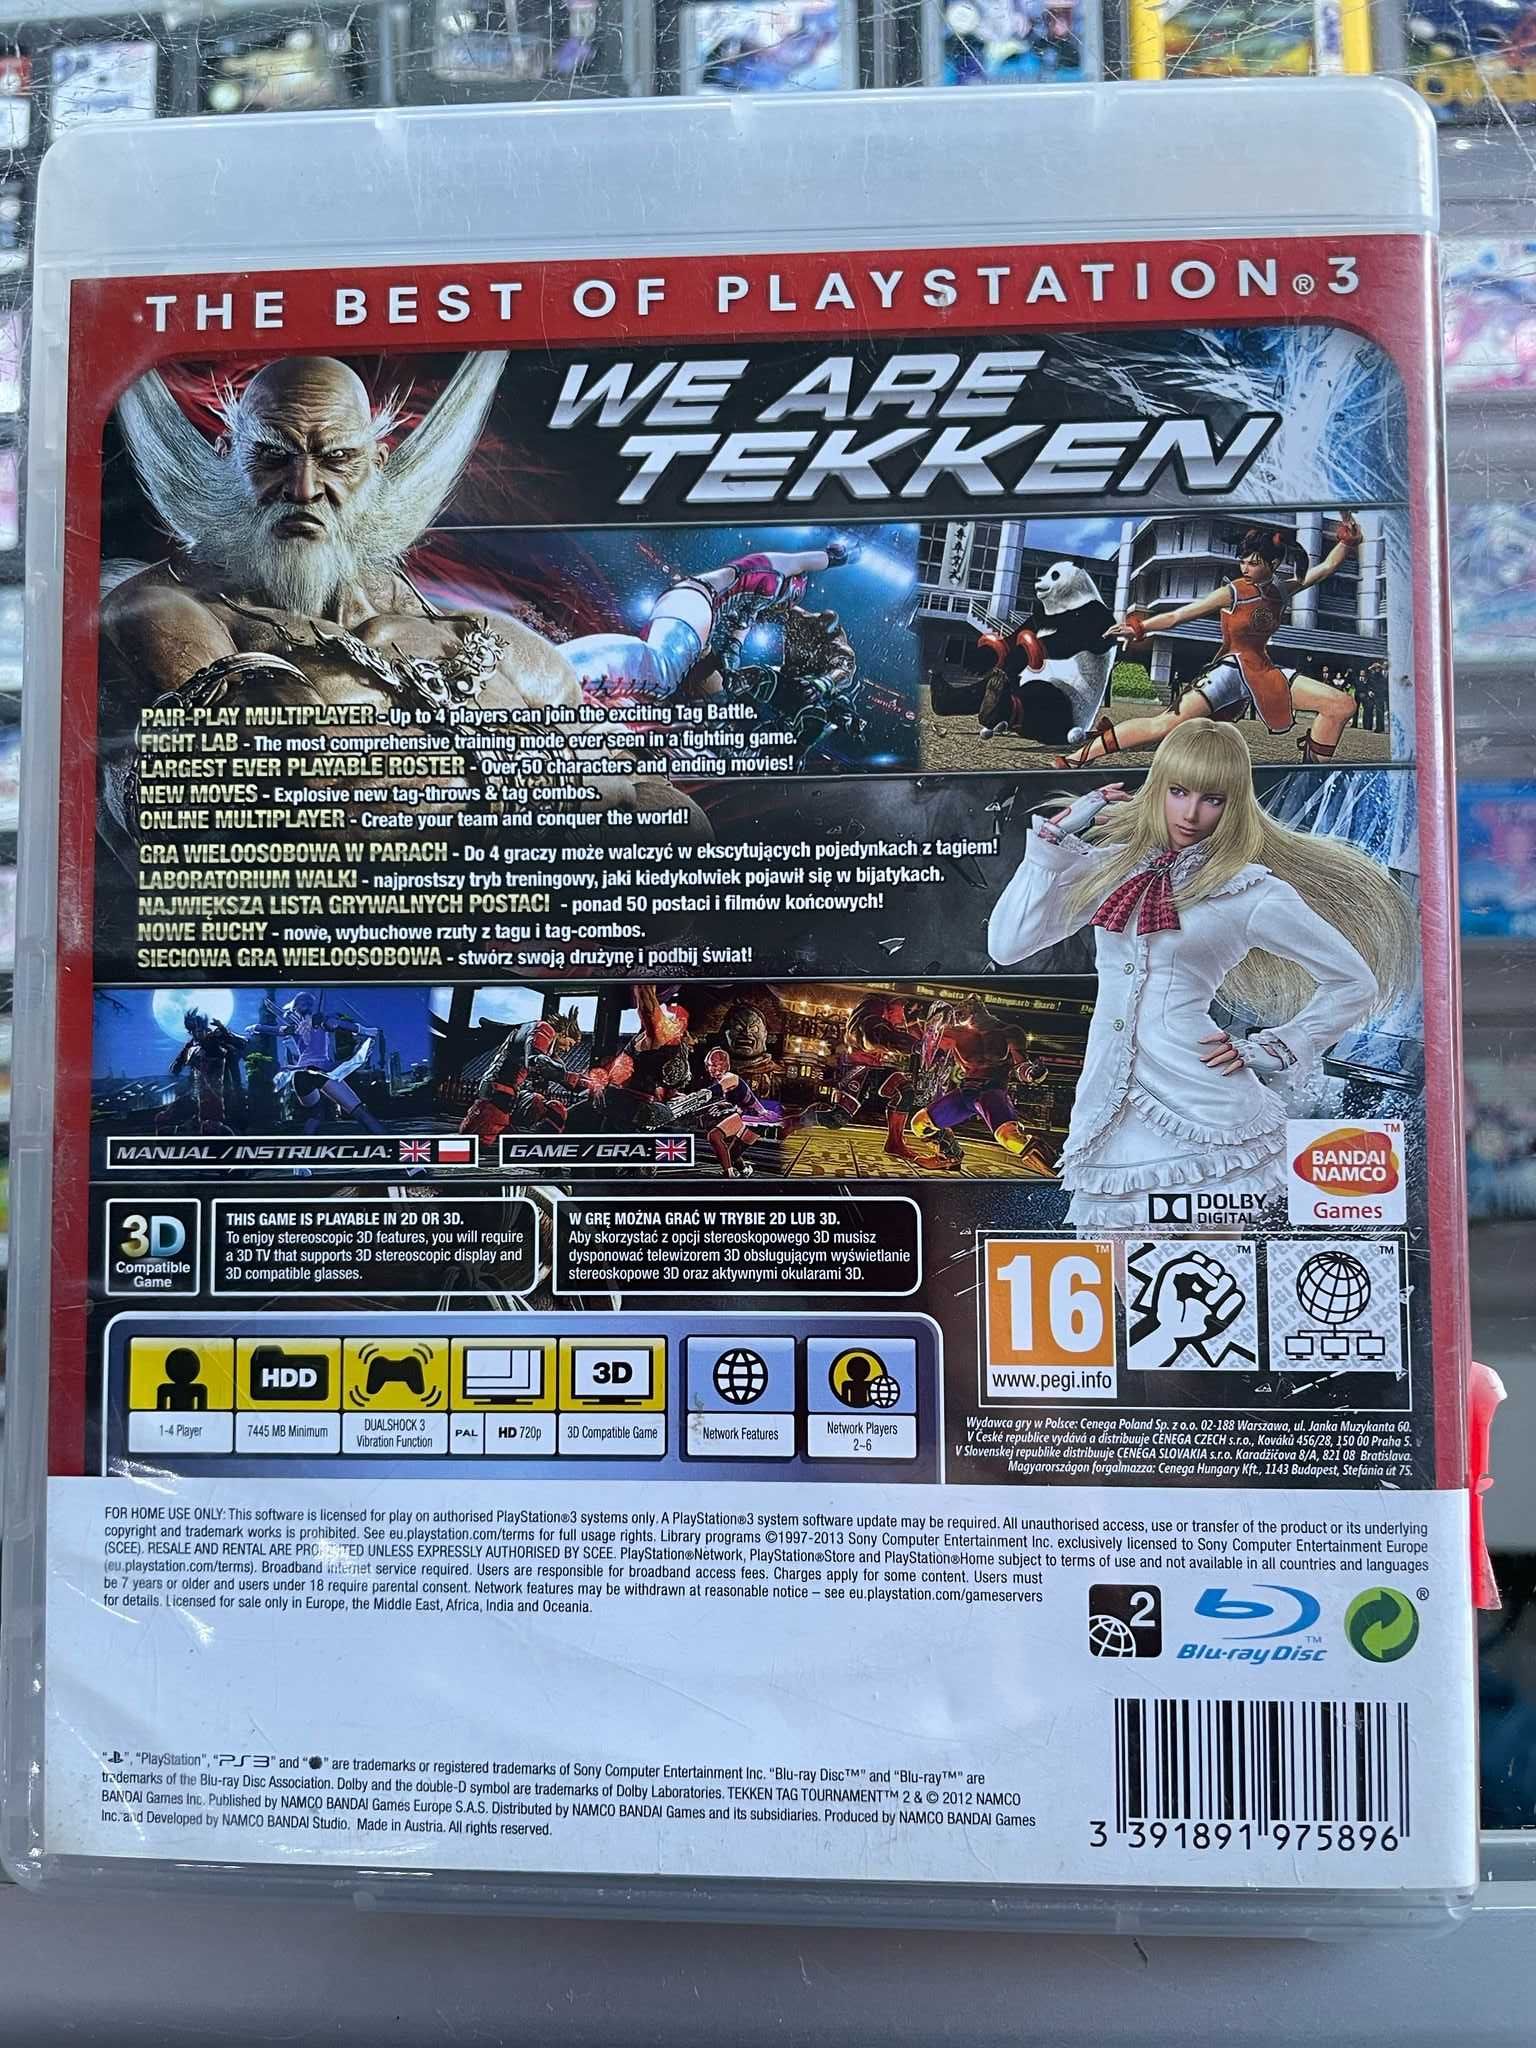 THE BEST OF PLAYSTATION®3
WE ARE
TEKKEN
PAIR-PLAY MULTIPLAYER - Up to 4 players can join the exciting Tag Battle.
FIGHT LAB - The most comprehensive training mode ever seen in a fighting game.
LARGEST EVER PLAYABLE ROSTER - Over 50 characters and ending movies!
NEW MOVES - Explosive new tag-throws & tag combos.
ONLINE MULTIPLAYER - Create your team and conquer the world!
GRA WIELOOSOBOWA W PARACH - Do 4 graczy może walczyć w ekscytujących pojedynkach z tagiem!
LABORATORIUM WALKI - najprostszy tryb treningowy, jaki kiedykolwiek pojawił się w bijatykach.
NAJWIĘKSZA LISTA GRYWALNYCH POSTACI - ponad 50 postaci i filmów końcowych!
NOWE RUCHY - nowe, wybuchowe rzuty z tagu i tag-combos.
SIECIOWA GRA WIELOOSOBOWA - stwórz swoją drużynę i podbij świat!
MANUAL / INSTRUKCJA:
GAME / GRA:
BANDAI
NAMCO
Games
TM
DOLBY
DIGITAL
3D
Compatible
Game
THIS GAME IS PLAYABLE IN 2D OR 3D.
To enjoy stereoscopic 3D features, you will require
a 3D TV that supports 3D stereoscopic display and
3D compatible glasses.
W GRĘ MOŻNA GRAĆ W TRYBIE 2D LUB 3D.
Aby skorzystać z opcji stereoskopowego 3D musisz
dysponować telewizorem 3D obsługującym wyświetlanie
stereoskopowe 3D oraz aktywnymi okularami 3D.
16
TM
www.pegi.info
TM
TM
HDD
3D
1-4 Player
7445 MB Minimum
DUALSHOCK 3
Vibration Function
PAL
HD 720p
3D Compatible Game
Network Features
Network Players
2~6
Wydawca gry w Polsce: Cenega Poland Sp. z o.o. 02-188 Warszawa, ul. Janka Muzykanta 60.
V České republice vydává a distribuuje CENEGA CZECH s.r.o., Kováků 456/28, 150 00 Praha 5.
V Slovenskej republike distribuuje CENEGA SLOVAKIA s.r.o. Karadžičova 8/A, 821 08 Bratislava.
Magyarországon forgalmazza: Cenega Hungary Kft., 1143 Budapest, Stefánia út 75.
FOR HOME USE ONLY: This software is licensed for play on authorised PlayStation®3 systems only. A PlayStation®3 system software update may be required. All unauthorised access, use or transfer of the product or its underlying
copyright and trademark works is prohibited. See eu.playstation.com/terms for full usage rights. Library programs ©1997-2013 Sony Computer Entertainment Inc. exclusively licensed to Sony Computer Entertainment Europe
(SCEE). RESALE AND RENTAL ARE PROHIBITED UNLESS EXPRESSLY AUTHORISED BY SCEE. PlayStation®Network, PlayStation®Store and PlayStation®Home subject to terms of use and not available in all countries and languages
(eu.playstation.com/terms). Broadband internet service required. Users are responsible for broadband access fees. Charges apply for some content. Users must
be 7 years or older and users under 18 require parental consent. Network features may be withdrawn at reasonable notice – see eu.playstation.com/gameservers
for details. Licensed for sale only in Europe, the Middle East, Africa, India and Oceania.
2
Blu-ray Disc
TM
®
"PlayStation", "PS3" and " " are trademarks or registered trademarks of Sony Computer Entertainment Inc. "Blu-ray Disc™" and "Blu-ray™" are
trademarks of the Blu-ray Disc Association. Dolby and the double-D symbol are trademarks of Dolby Laboratories. TEKKEN TAG TOURNAMENT™ 2 & © 2012 NAMCO
BANDAI Games Inc. Published by NAMCO BANDAI Games Europe S.A.S. Distributed by NAMCO BANDAI Games and its subsidiaries. Produced by NAMCO BANDAI Games
Inc. and Developed by NAMCO BANDAI Studio. Made in Austria. All rights reserved.
3 391891 975896